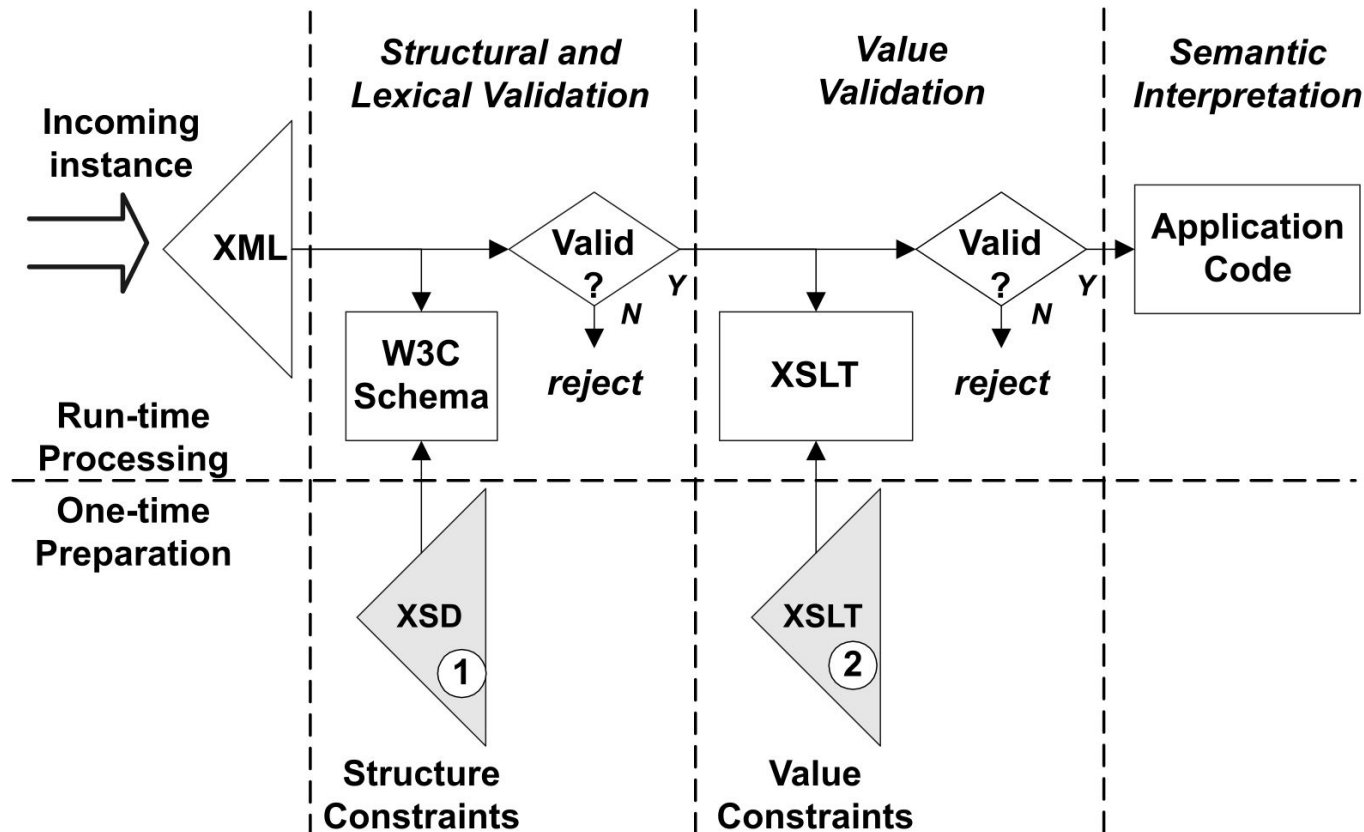 Structural and
Lexical Validation
Value
Validation
Semantic
Interpretation
Incoming
instance
XML
Valid
?
Y
N
reject
W3C
Schema
Valid
?
Y
N
reject
XSLT
Application
Code
Run-time
Processing
One-time
Preparation
XSD
1
XSLT
2
Structure
Constraints
Value
Constraints